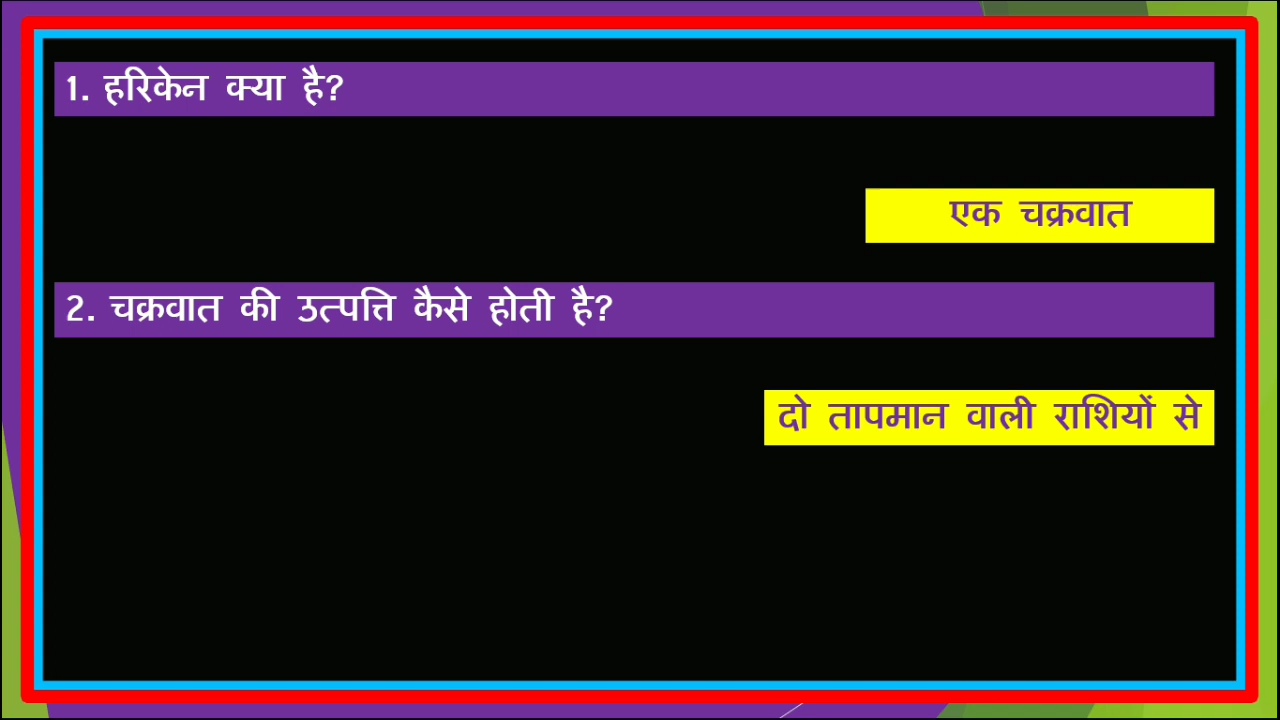 1. हरिकेन क्या है?
एक चक्रवात
2. चक्रवात की उत्पत्ति कैसे होती है?
दो तापमान वाली राशियों से